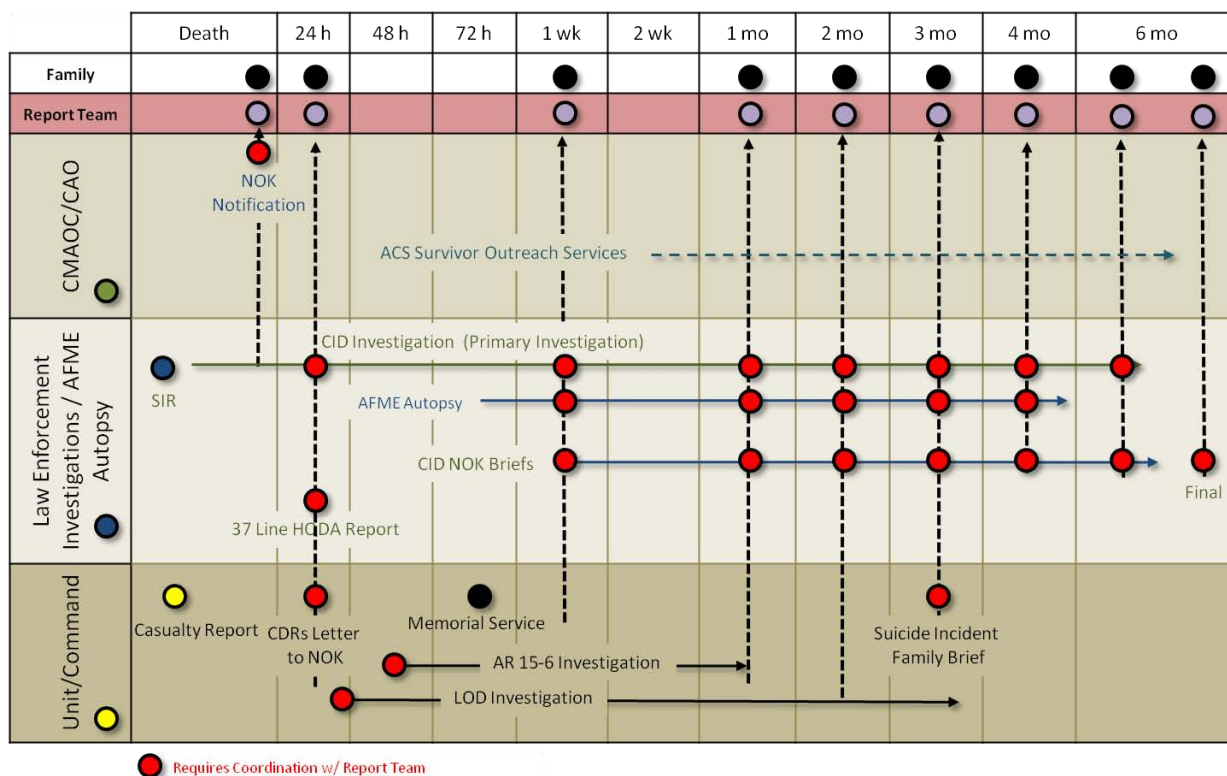 Death 24 h 48 h 72 h 1 wk 2 wk 1 mo 2 mo 3 mo 4 mo 6 mo
Family
Report Team
CMAOC/CAO
NOK
Notification
ACS Survivor Outreach Services
Law Enforcement
Investigations / AFME
Autopsy
CID Investigation (Primary Investigation)
SIR
AFME Autopsy
CID NOK Briefs
Final
37 Line HQDA Report
Unit/Command
Casualty Report
CDRs Letter
to NOK
Memorial Service
Suicide Incident
Family Brief
AR 15-6 Investigation
LOD Investigation
Requires Coordination w/ Report Team